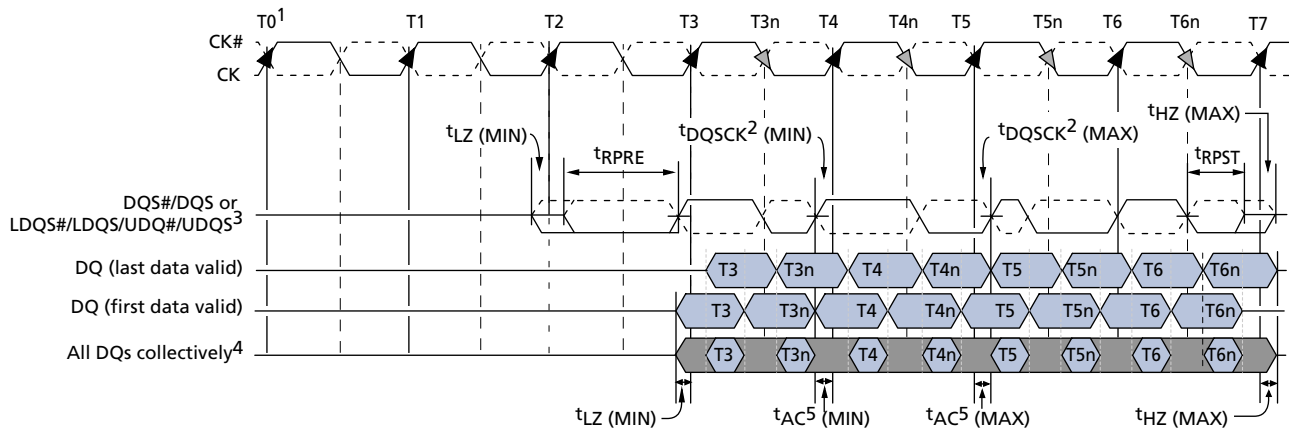 T0¹ T1 T2 T3 T3n T4 T4n T5 T5n T6 T6n T7
CK#
CK
tHZ (MAX)
tLZ (MIN) tDQSCK² (MIN) tDQSCK² (MAX)
tRPRE tRPST
DQS#/DQS or
LDQS#/LDQS/UDQ#/UDQS³
DQ (last data valid) T3 T3n T4 T4n T5 T5n T6 T6n
DQ (first data valid) T3 T3n T4 T4n T5 T5n T6 T6n
All DQs collectively⁴ T3 T3n T4 T4n T5 T5n T6 T6n
tLZ (MIN) tAC⁵ (MIN) tAC⁵ (MAX) tHZ (MAX)